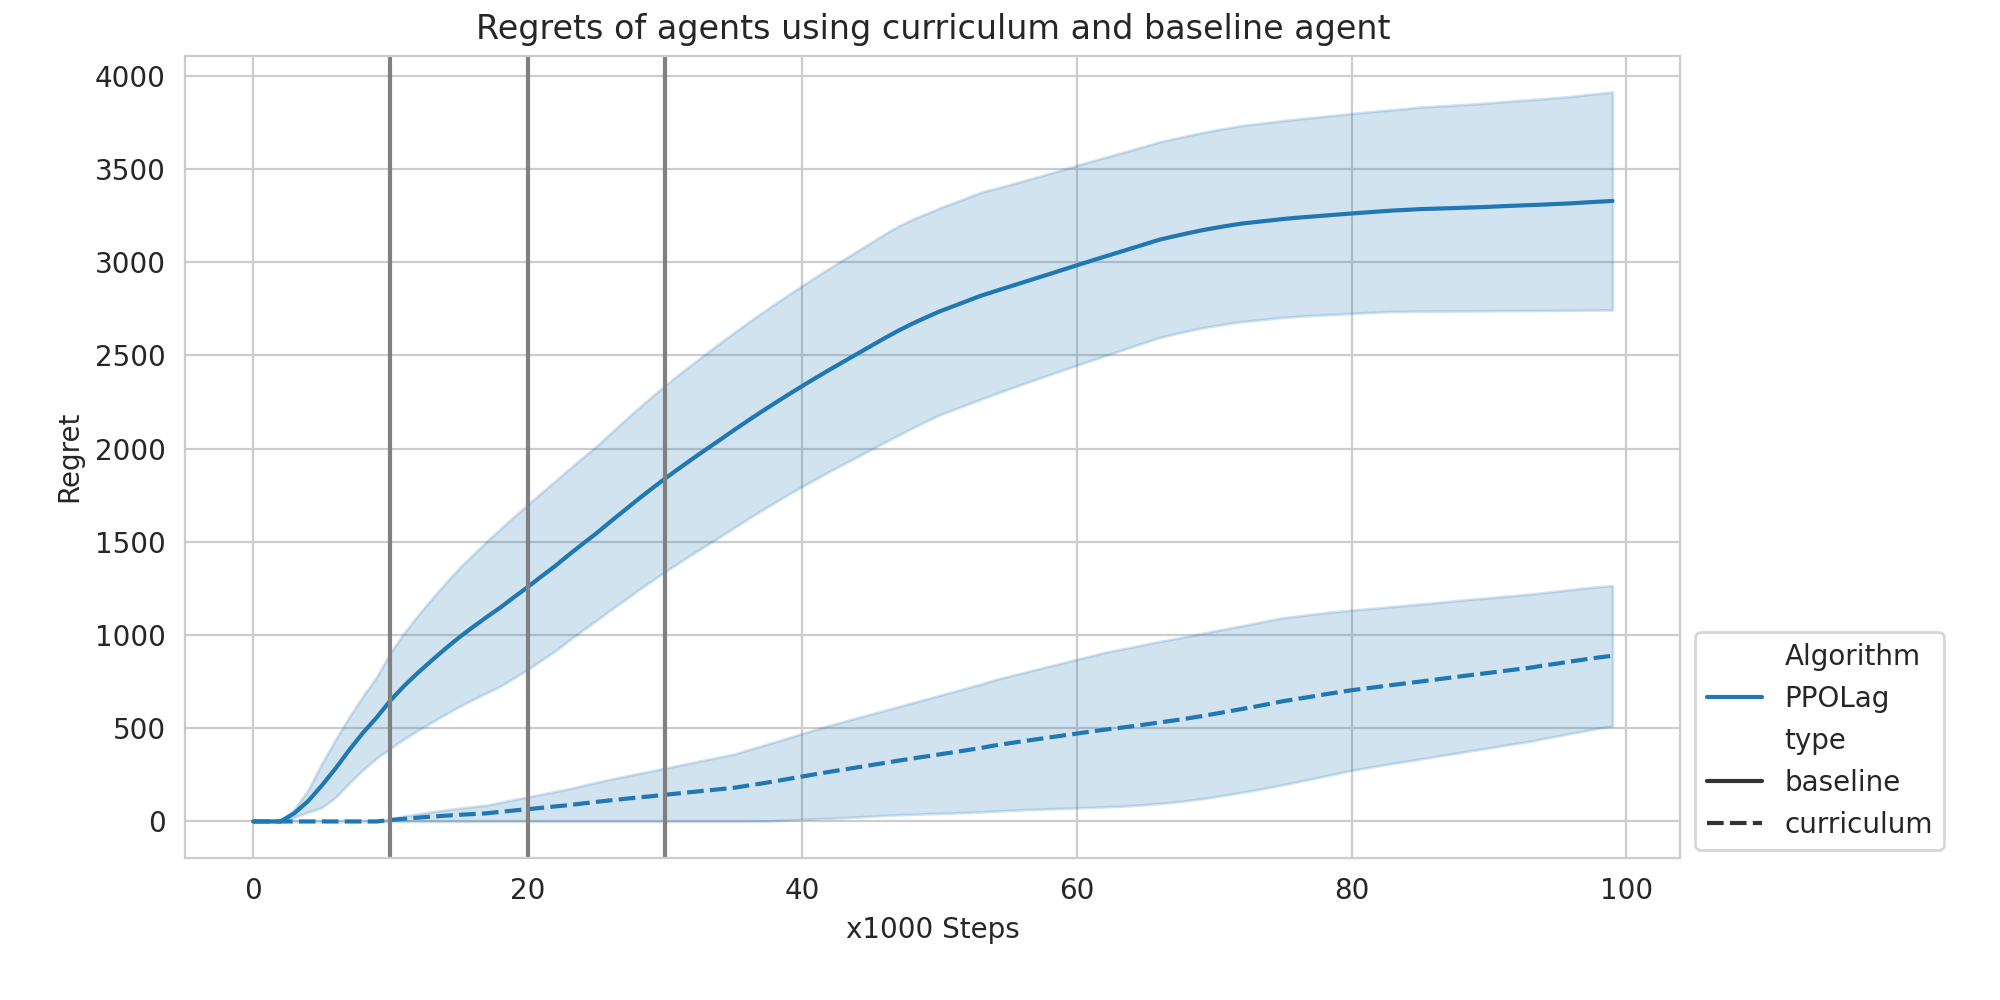 Regrets of agents using curriculum and baseline agent
4000
3500
3000
2500
2000
1500
1000
500
0
Regret
0 20 40 60 80 100
x1000 Steps
Algorithm
PPOLag
type
baseline
curriculum